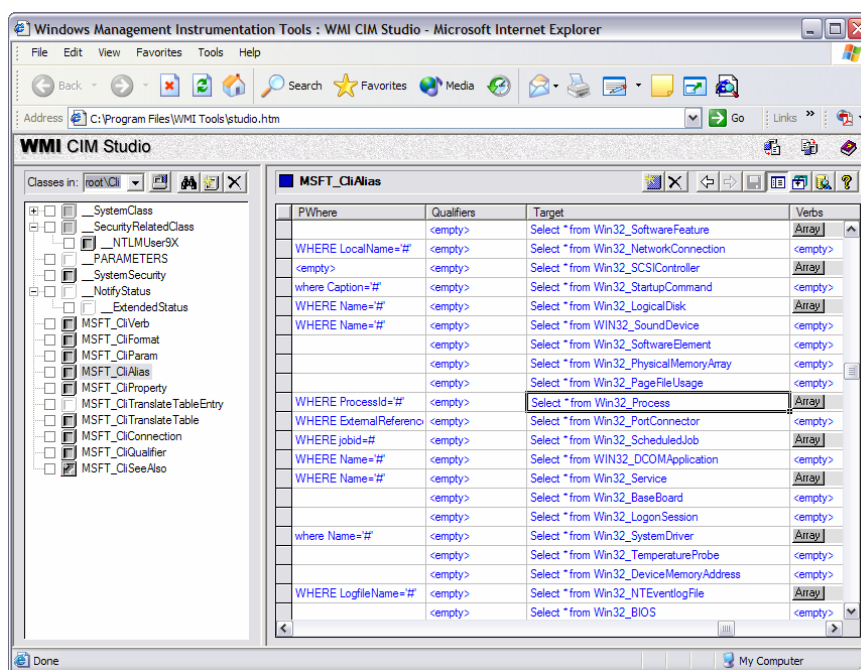 Windows Management Instrumentation Tools : WMI CIM Studio - Microsoft Internet Explorer
File Edit View Favorites Tools Help
Back Search Favorites Media
Address C:\Program Files\WMI Tools\studio.htm Go Links »
WMI CIM Studio
Classes in: root\Cli
__SystemClass
__SecurityRelatedClass
__NTLMUser9X
__PARAMETERS
__SystemSecurity
__NotifyStatus
__ExtendedStatus
MSFT_CliVerb
MSFT_CliFormat
MSFT_CliParam
MSFT_CliAlias
MSFT_CliProperty
MSFT_CliTranslateTableEntry
MSFT_CliTranslateTable
MSFT_CliConnection
MSFT_CliQualifier
MSFT_CliSeeAlso
MSFT_CliAlias
PWhere Qualifiers Target Verbs
<empty> Select * from Win32_SoftwareFeature Array
WHERE LocalName='#' <empty> Select * from Win32_NetworkConnection <empty>
<empty> <empty> Select * from Win32_SCSIController Array
where Caption='#' <empty> Select * from Win32_StartupCommand <empty>
WHERE Name='#' <empty> Select * from Win32_LogicalDisk Array
WHERE Name='#' <empty> Select * from WIN32_SoundDevice <empty>
<empty> Select * from Win32_SoftwareElement <empty>
<empty> Select * from Win32_PhysicalMemoryArray <empty>
<empty> Select * from Win32_PageFileUsage <empty>
WHERE ProcessId='#' <empty> Select * from Win32_Process Array
WHERE ExternalReferenc <empty> Select * from Win32_PortConnector <empty>
WHERE jobid=# <empty> Select * from Win32_ScheduledJob Array
WHERE Name='#' <empty> Select * from WIN32_DCOMApplication <empty>
WHERE Name='#' <empty> Select * from Win32_Service Array
<empty> Select * from Win32_BaseBoard <empty>
<empty> Select * from Win32_LogonSession <empty>
where Name='#' <empty> Select * from Win32_SystemDriver Array
<empty> Select * from Win32_TemperatureProbe <empty>
<empty> Select * from Win32_DeviceMemoryAddress <empty>
WHERE LogfileName='#' <empty> Select * from Win32_NTEventlogFile Array
<empty> Select * from Win32_BIOS <empty>
Done My Computer